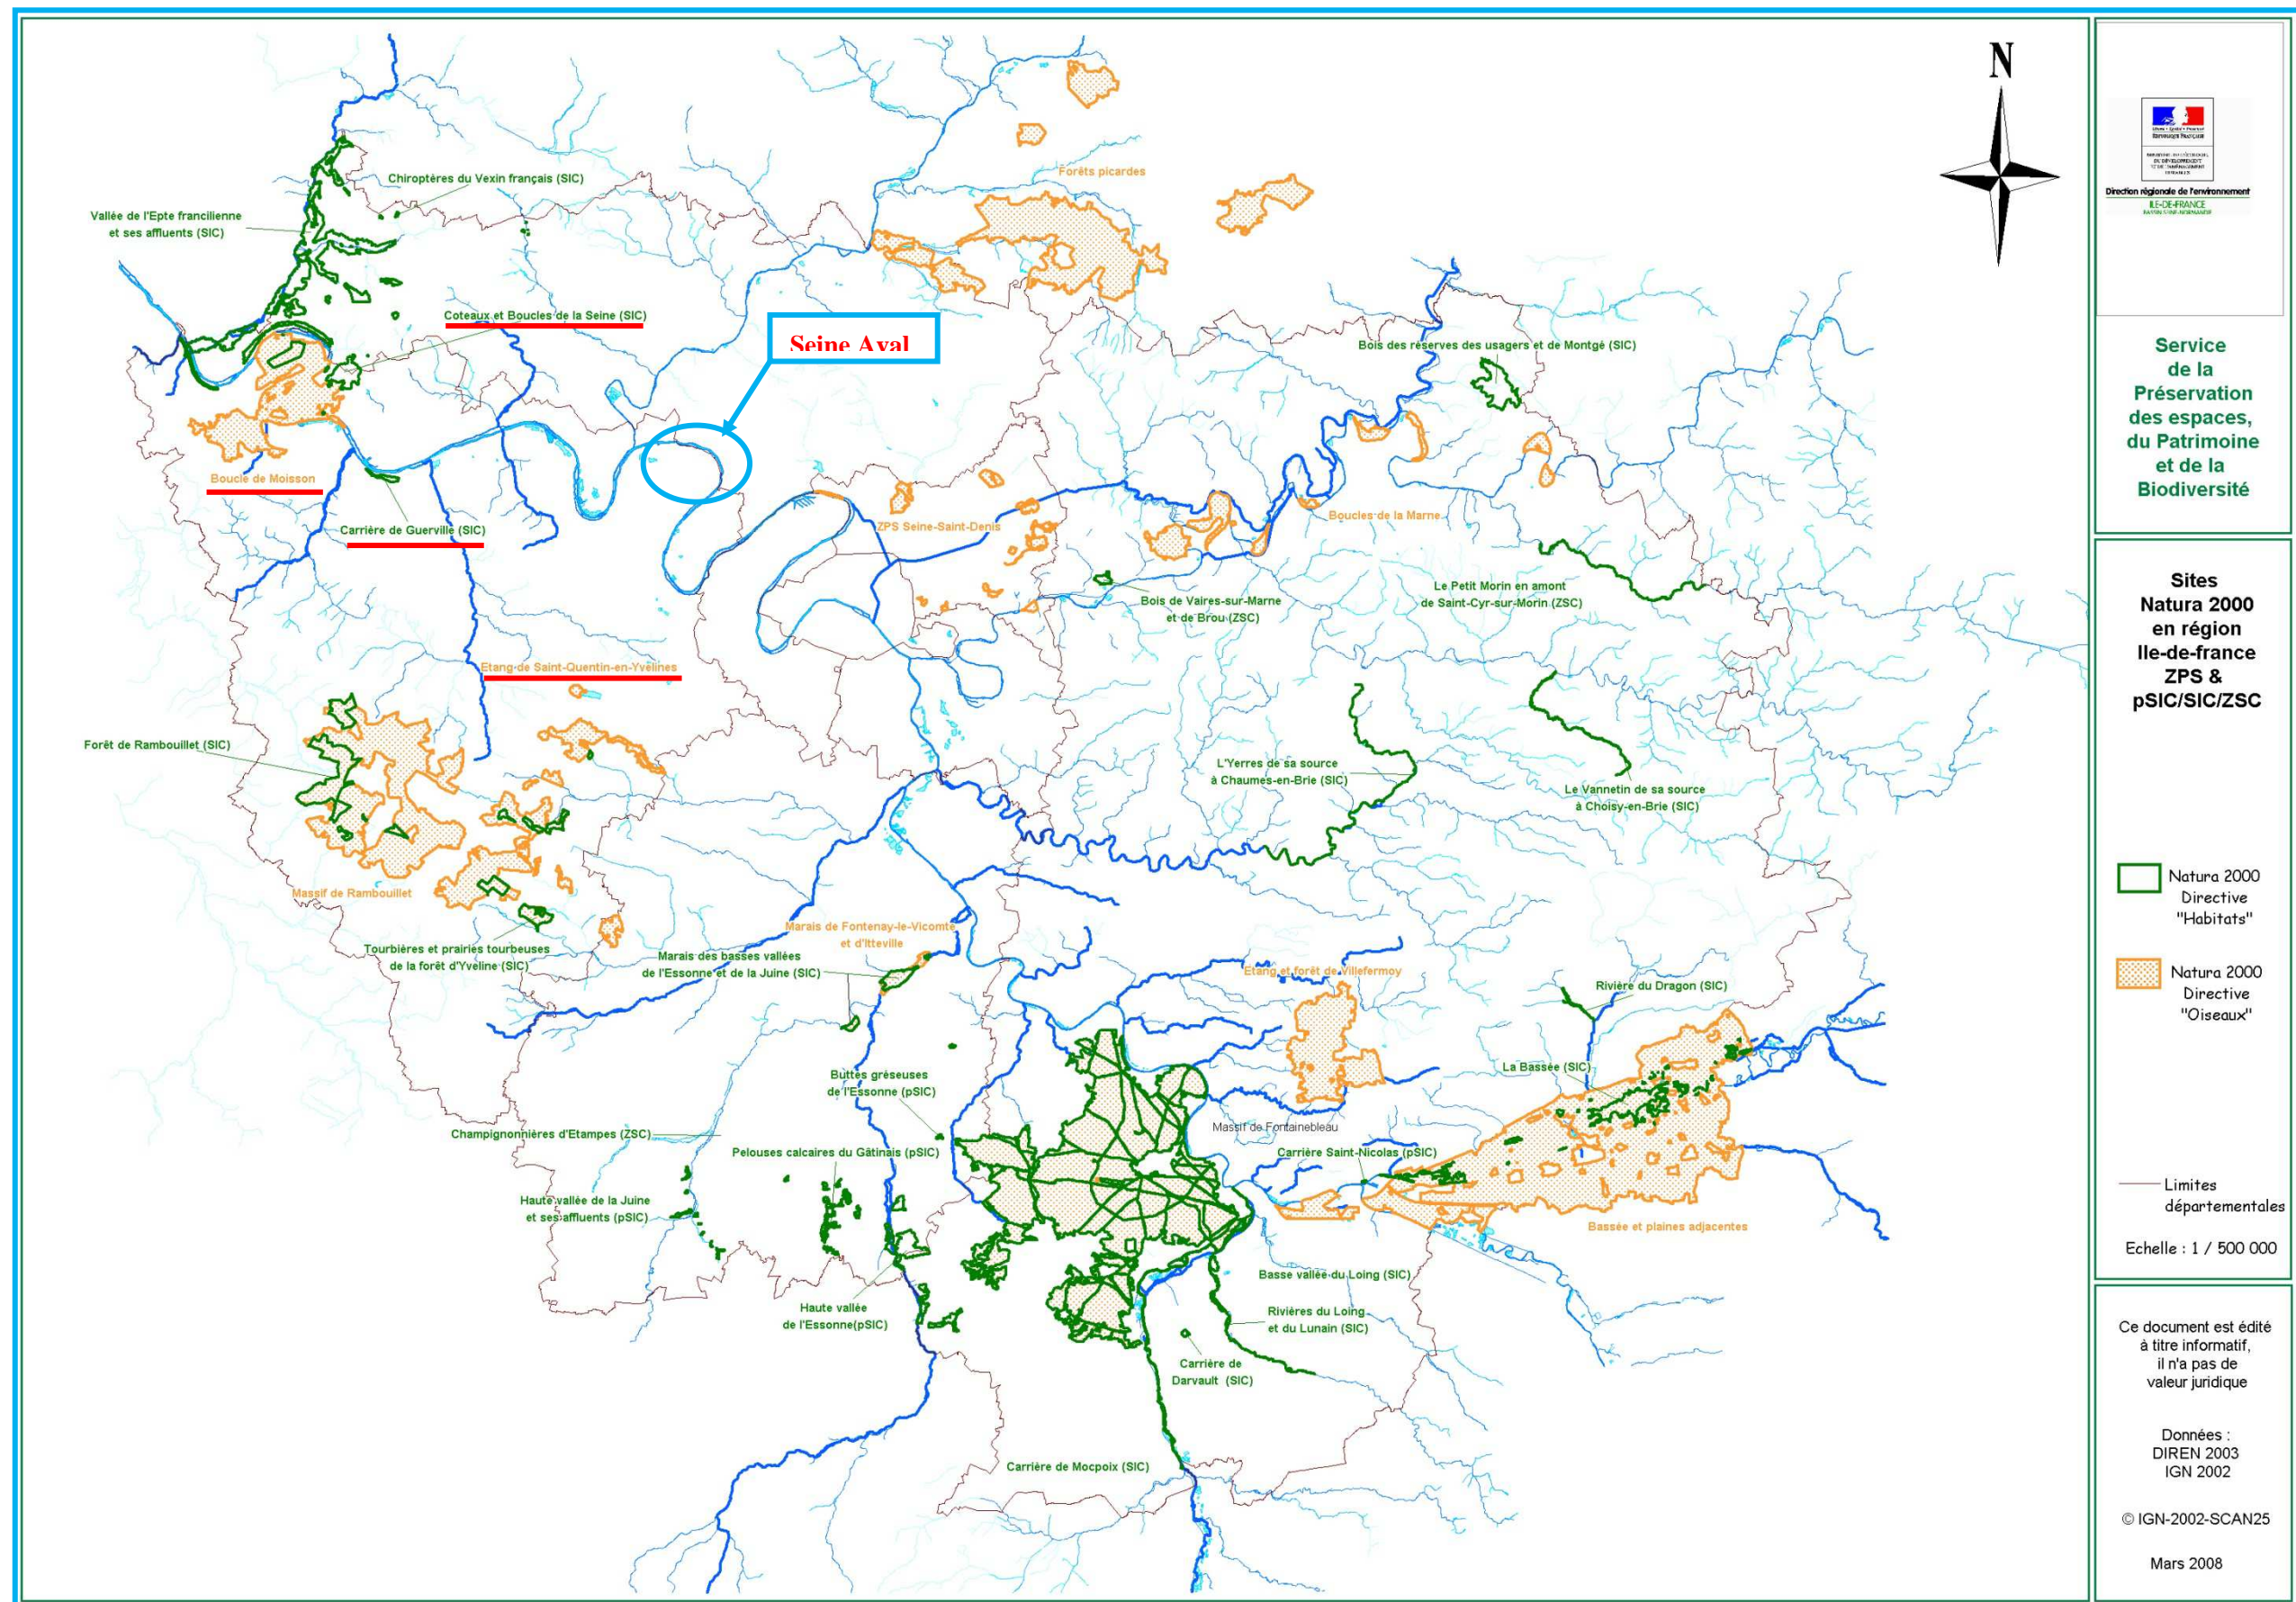 N
Forêts picardes
Chiroptères du Vexin français (SIC)
Vallée de l'Epte francilienne
et ses affluents (SIC)
Coteaux et Boucles de la Seine (SIC)
Seine Aval
Bois des réserves des usagers et de Montgé (SIC)
Boucle de Moisson
Carrière de Guerville (SIC)
ZPS Seine-Saint-Denis
Boucles de la Marne
Le Petit Morin en amont
de Saint-Cyr-sur-Morin (ZSC)
Bois de Vaires-sur-Marne
et de Brou (ZSC)
Etang de Saint-Quentin-en-Yvelines
Forêt de Rambouillet (SIC)
L'Yerres de sa source
à Chaumes-en-Brie (SIC)
Le Vannetin de sa source
à Choisy-en-Brie (SIC)
Massif de Rambouillet
Tourbières et prairies tourbeuses
de la forêt d'Yveline (SIC)
Marais de Fontenay-le-Vicomte
et d'Itteville
Marais des basses vallées
de l'Essonne et de la Juine (SIC)
Etang et forêt de Villefermoy
Rivière du Dragon (SIC)
La Bassée (SIC)
Buttes gréseuses
de l'Essonne (pSIC)
Champignonnières d'Etampes (ZSC)
Massif de Fontainebleau
Pelouses calcaires du Gâtinais (pSIC)
Carrière Saint-Nicolas (pSIC)
Haute vallée de la Juine
et ses affluents (pSIC)
Bassée et plaines adjacentes
Basse vallée du Loing (SIC)
Haute vallée
de l'Essonne(pSIC)
Rivières du Loing
et du Lunain (SIC)
Carrière de
Darvault (SIC)
Carrière de Mocpoix (SIC)
Direction régionale de l'environnement
ILE-DE-FRANCE
Service
de la
Préservation
des espaces,
du Patrimoine
et de la
Biodiversité
Sites
Natura 2000
en région
Ile-de-france
ZPS &
pSIC/SIC/ZSC
Natura 2000
Directive
"Habitats"
Natura 2000
Directive
"Oiseaux"
Limites
départementales
Echelle : 1 / 500 000
Ce document est édité
à titre informatif,
il n'a pas de
valeur juridique
Données :
DIREN 2003
IGN 2002
© IGN-2002-SCAN25
Mars 2008